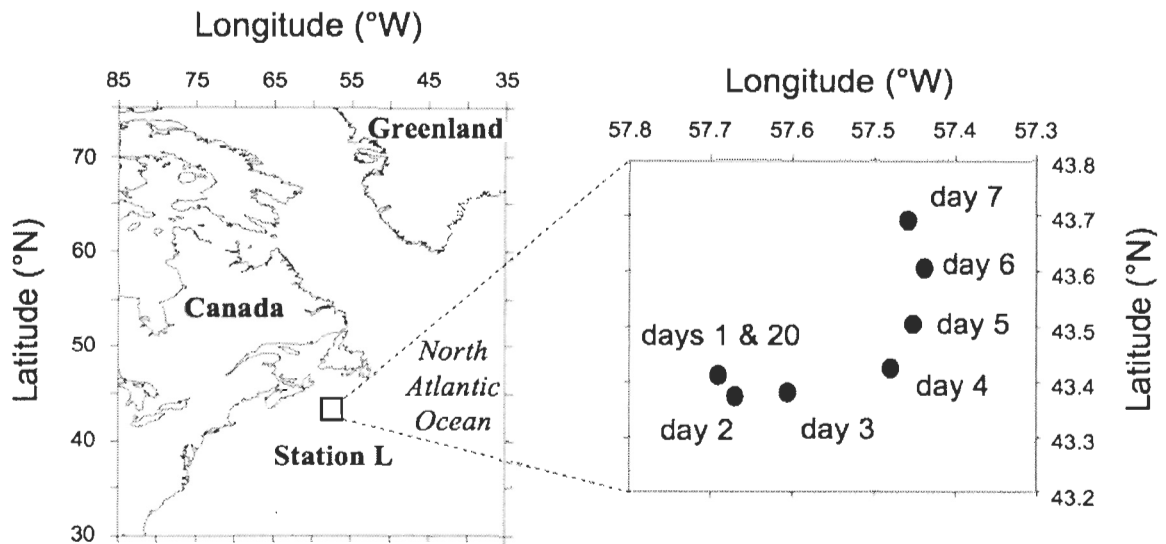 Longitude (°W)
85 75 65 55 45 35
Greenland
70
60
50
40
30
Latitude (°N)
Canada
North
Atlantic
Ocean
Station L
Longitude (°W)
57.8 57.7 57.6 57.5 57.4 57.3
43.8
43.7
43.6
43.5
43.4
43.3
43.2
Latitude (°N)
day 7
day 6
day 5
days 1 & 20
day 4
day 2
day 3